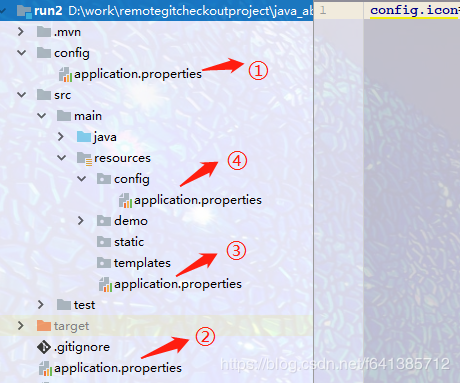 run2 D:\work\remotegitcheckoutproject\java_ab
1 config.icon
.mvn
config
application.properties ①
src
main
java
resources
config ④
application.properties
demo
static
templates ③
application.properties
test
target
.gitignore ②
application.properties
https://blog.csdn.net/f641385712